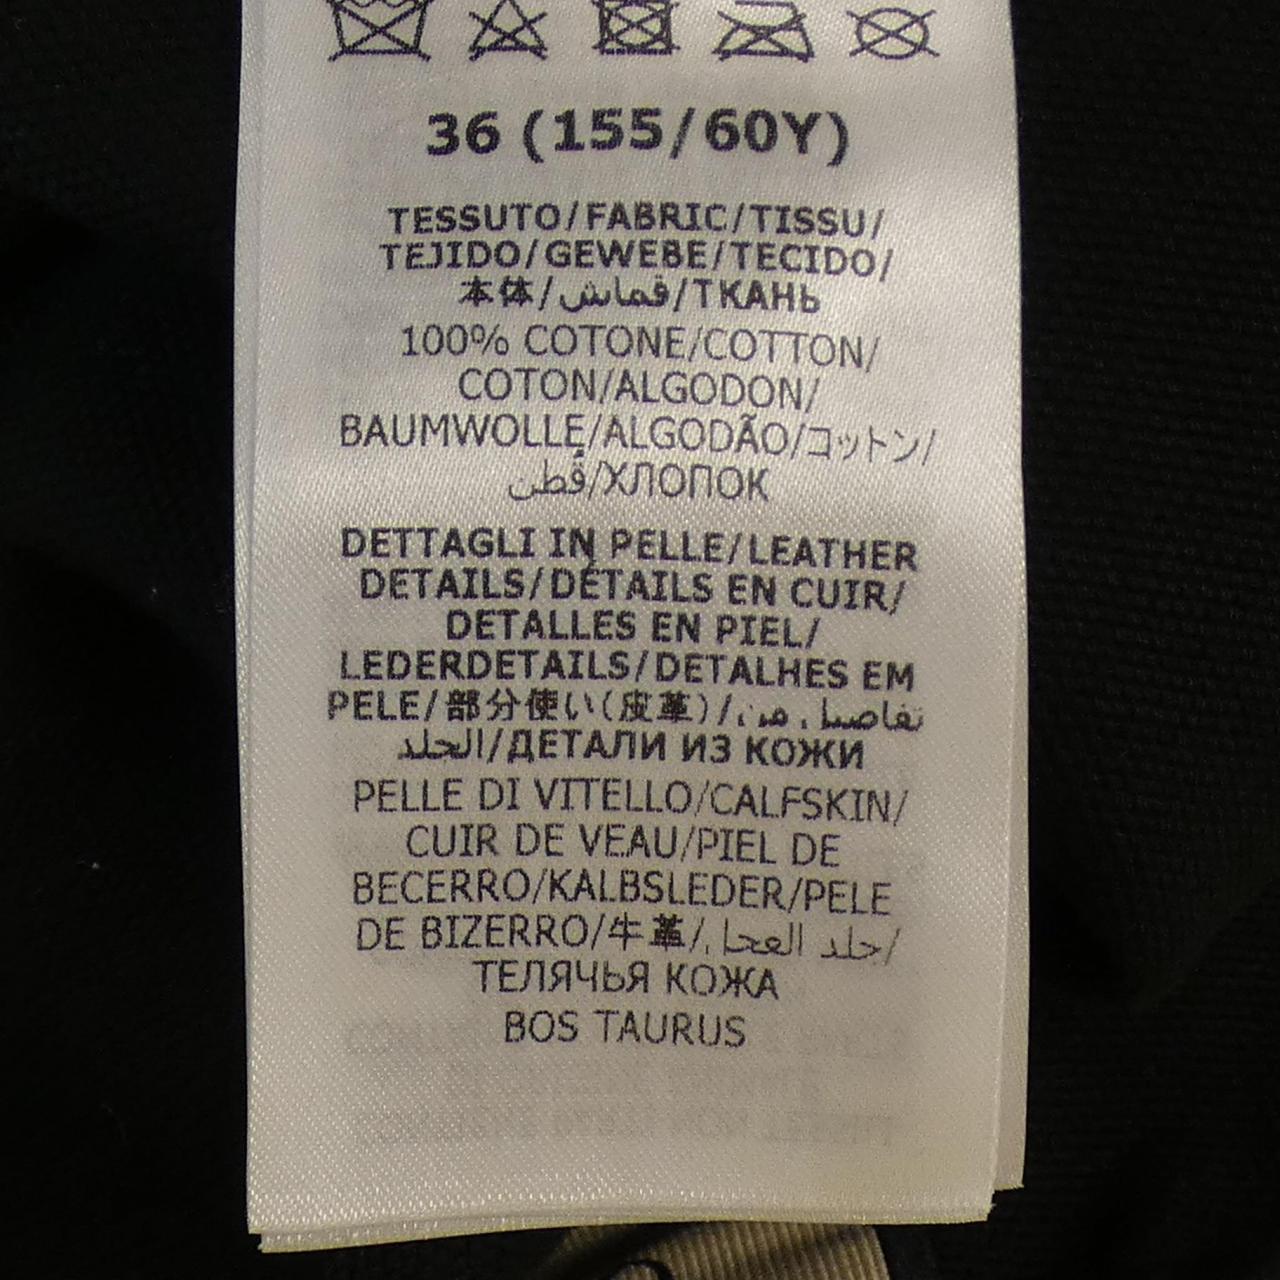 36 (155/60Y)
TESSUTO/FABRIC/TISSU/
TEJIDO/GEWEBE/TECIDO/
本体/قماش/ТКАНЬ
100% COTONE/COTTON/
COTON/ALGODON/
BAUMWOLLE/ALGODÃO/コットン/
قطن/ХЛОПОК
DETTAGLI IN PELLE/LEATHER
DETAILS/DÉTAILS EN CUIR/
DETALLES EN PIEL/
LEDERDETAILS/DETALHES EM
PELE/部分使い(皮革)/تفاصيل من
الجلد/ДЕТАЛИ ИЗ КОЖИ
PELLE DI VITELLO/CALFSKIN/
CUIR DE VEAU/PIEL DE
BECERRO/KALBSLEDER/PELE
DE BIZERRO/牛革/جلد العجل/
ТЕЛЯЧЬЯ КОЖА
BOS TAURUS